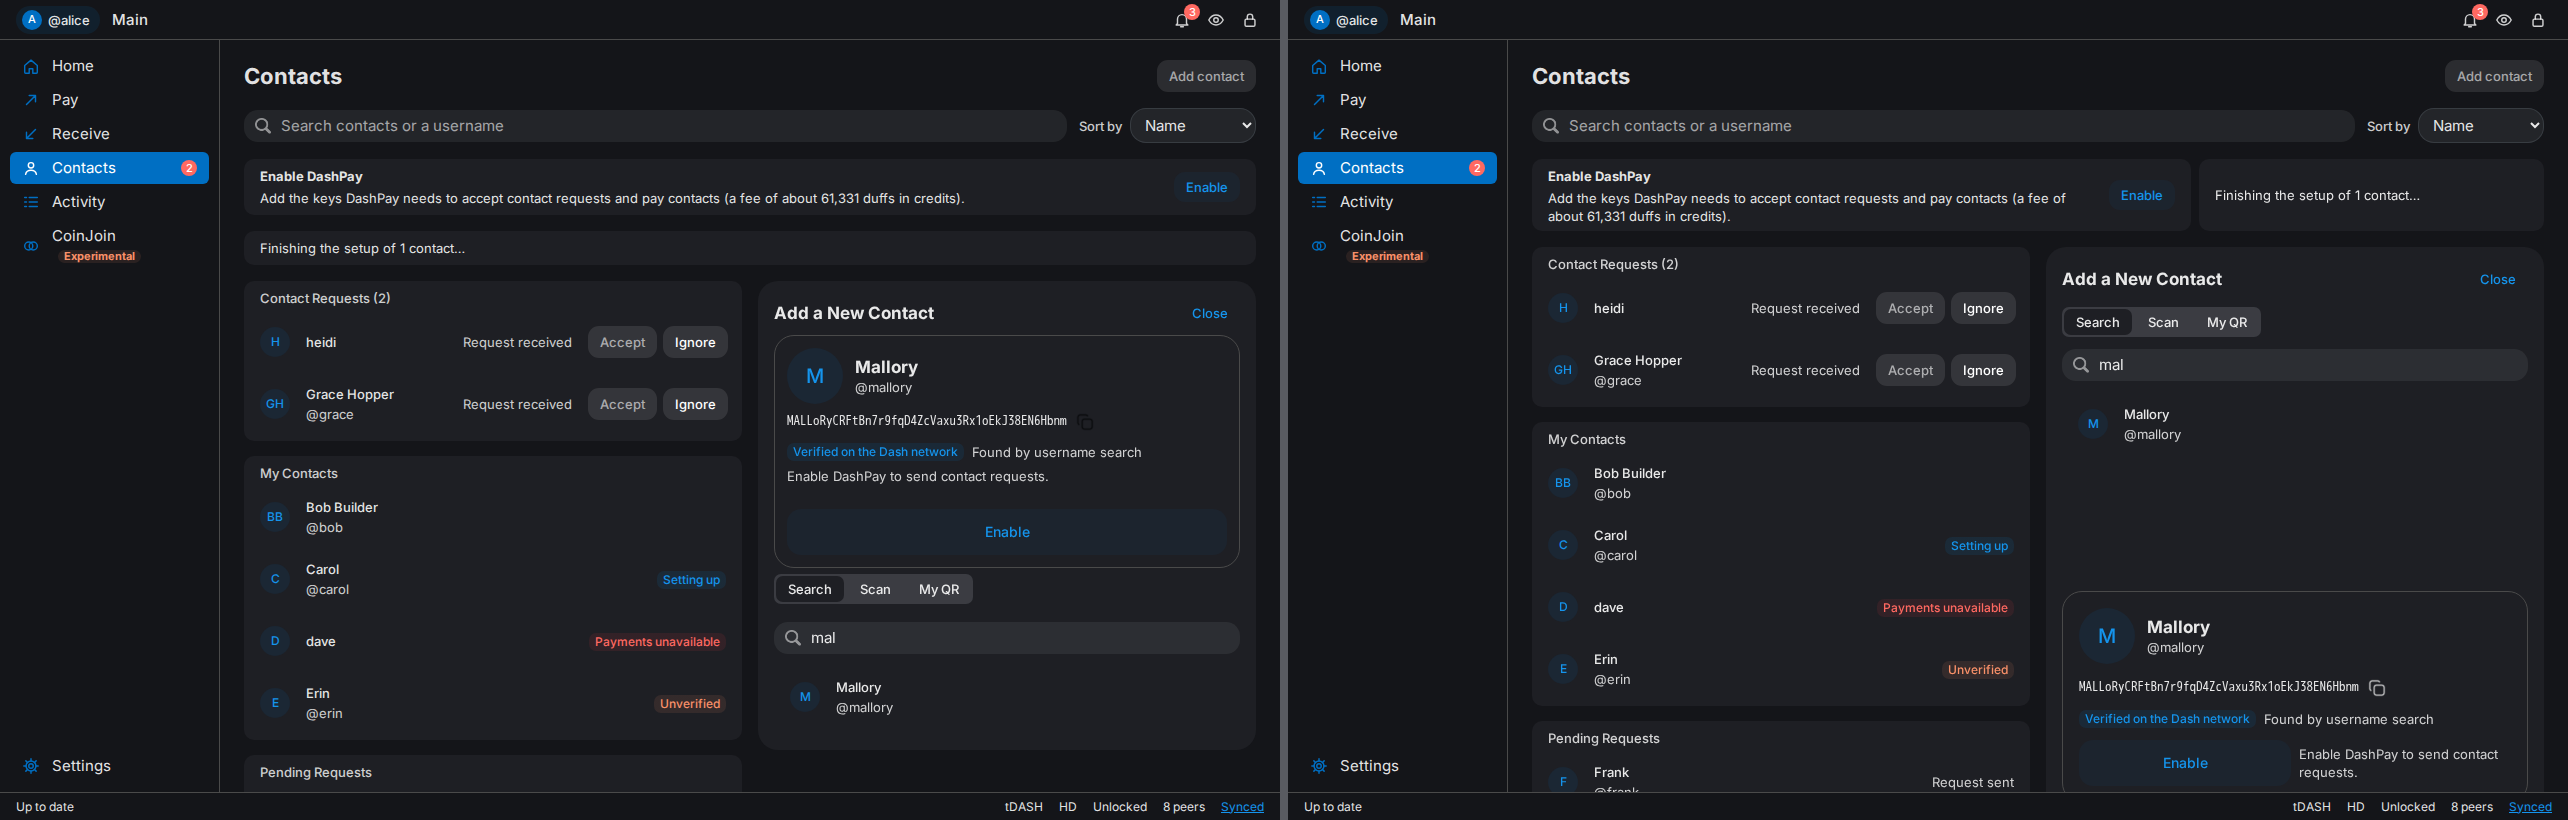 A @alice Main 3
Home
Pay
Receive
Contacts 2
Activity
CoinJoin
Experimental
Settings
Contacts
Add contact
Search contacts or a username
Sort by Name
Enable DashPay
Add the keys DashPay needs to accept contact requests and pay contacts (a fee of about 61,331 duffs in credits).
Enable
Finishing the setup of 1 contact...
Contact Requests (2)
H heidi Request received Accept Ignore
GH Grace Hopper
@grace
Request received Accept Ignore
My Contacts
BB Bob Builder
@bob
C Carol
@carol
Setting up
D dave Payments unavailable
E Erin
@erin
Unverified
Pending Requests
Add a New Contact Close
M Mallory
@mallory
MALLoRyCRFtBn7r9fqD4ZcVaxu3Rx1oEkJ38EN6Hbnm
Verified on the Dash network Found by username search
Enable DashPay to send contact requests.
Enable
Search Scan My QR
mal
M Mallory
@mallory
Up to date tDASH HD Unlocked 8 peers Synced
A @alice Main 3
Home
Pay
Receive
Contacts 2
Activity
CoinJoin
Experimental
Settings
Contacts
Add contact
Search contacts or a username
Sort by Name
Enable DashPay
Add the keys DashPay needs to accept contact requests and pay contacts (a fee of
about 61,331 duffs in credits).
Enable
Finishing the setup of 1 contact...
Contact Requests (2)
H heidi Request received Accept Ignore
GH Grace Hopper
@grace
Request received Accept Ignore
My Contacts
BB Bob Builder
@bob
C Carol
@carol
Setting up
D dave Payments unavailable
E Erin
@erin
Unverified
Pending Requests
F Frank
@frank
Request sent
Add a New Contact Close
Search Scan My QR
mal
M Mallory
@mallory
M Mallory
@mallory
MALLoRyCRFtBn7r9fqD4ZcVaxu3Rx1oEkJ38EN6Hbnm
Verified on the Dash network Found by username search
Enable
Enable DashPay to send contact
requests.
Up to date tDASH HD Unlocked 8 peers Synced